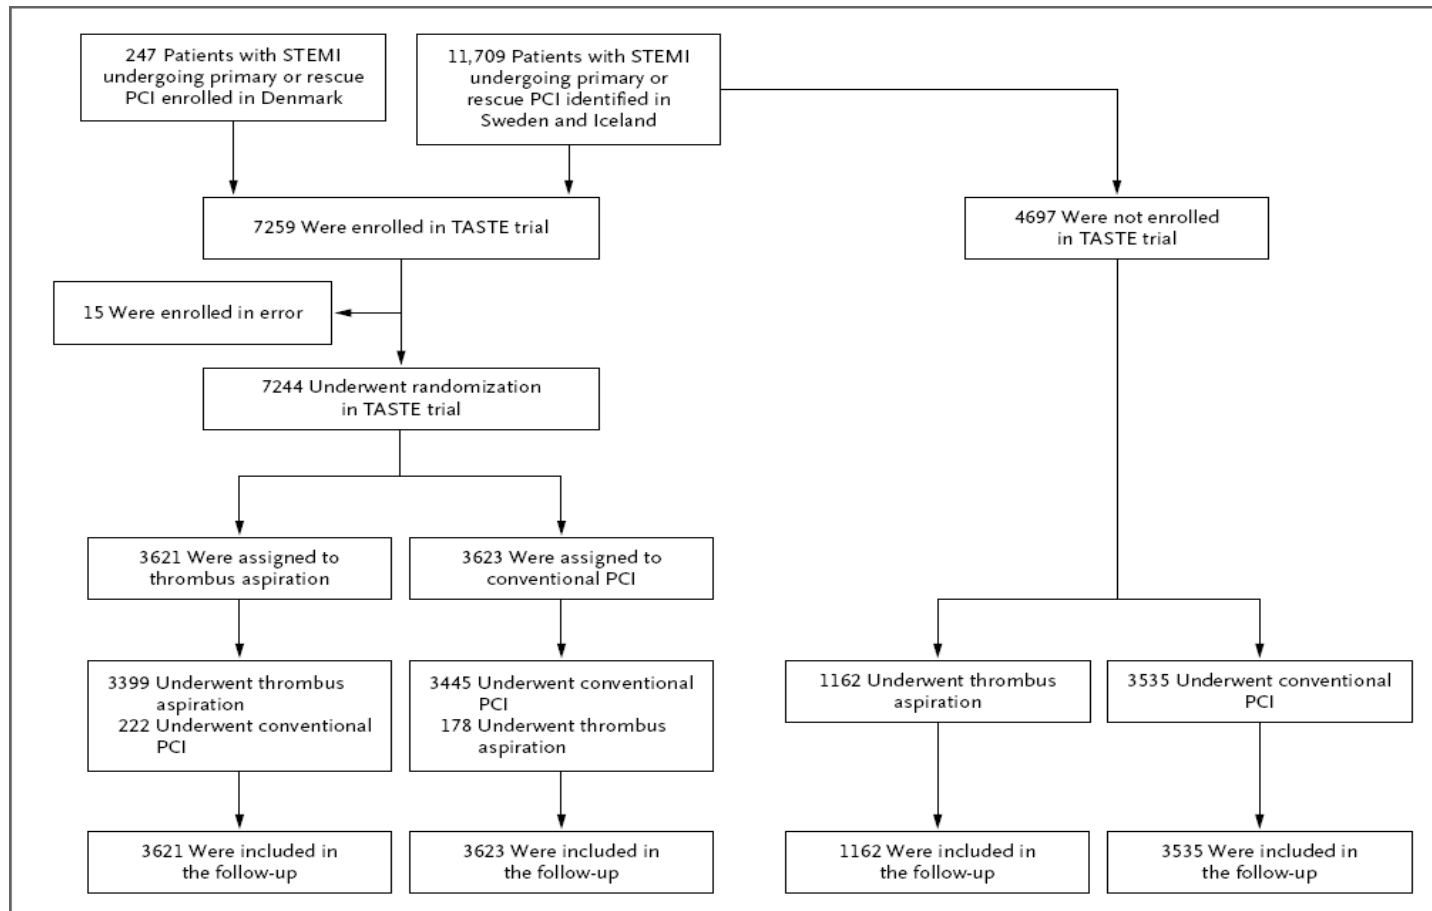 247 Patients with STEMI
undergoing primary or rescue
PCI enrolled in Denmark
11,709 Patients with STEMI
undergoing primary or
rescue PCI identified in
Sweden and Iceland
7259 Were enrolled in TASTE trial
4697 Were not enrolled
in TASTE trial
15 Were enrolled in error
7244 Underwent randomization
in TASTE trial
3621 Were assigned to
thrombus aspiration
3623 Were assigned to
conventional PCI
3399 Underwent thrombus
aspiration
222 Underwent conventional
PCI
3445 Underwent conventional
PCI
178 Underwent thrombus
aspiration
1162 Underwent thrombus
aspiration
3535 Underwent conventional
PCI
3621 Were included in
the follow-up
3623 Were included in
the follow-up
1162 Were included in
the follow-up
3535 Were included in
the follow-up